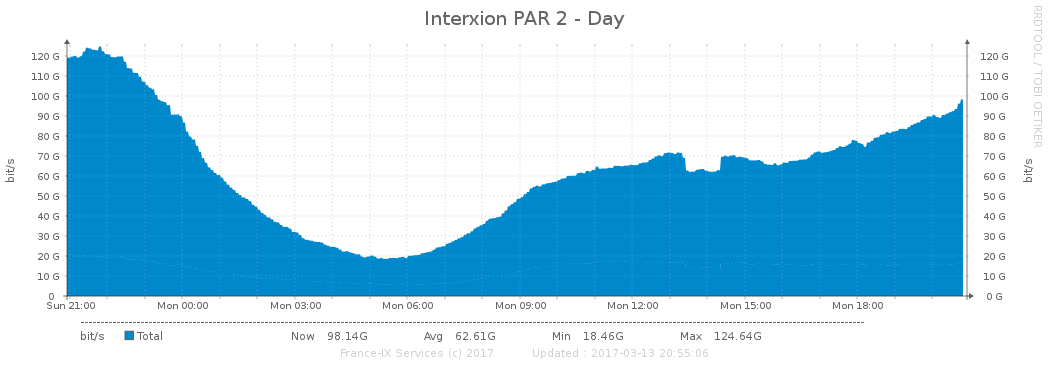 Interxion PAR 2 - Day
RRDTOOL / TOBI OETIKER
bit/s
120 G 120 G
110 G 110 G
100 G 100 G
90 G 90 G
80 G 80 G
70 G 70 G
60 G 60 G
50 G 50 G
40 G 40 G
30 G 30 G
20 G 20 G
10 G 10 G
0 0 G
bit/s
Sun 21:00 Mon 00:00 Mon 03:00 Mon 06:00 Mon 09:00 Mon 12:00 Mon 15:00 Mon 18:00
bit/s Total Now 98.14G Avg 62.61G Min 18.46G Max 124.64G
France-IX Services (c) 2017 Updated : 2017-03-13 20:55:06